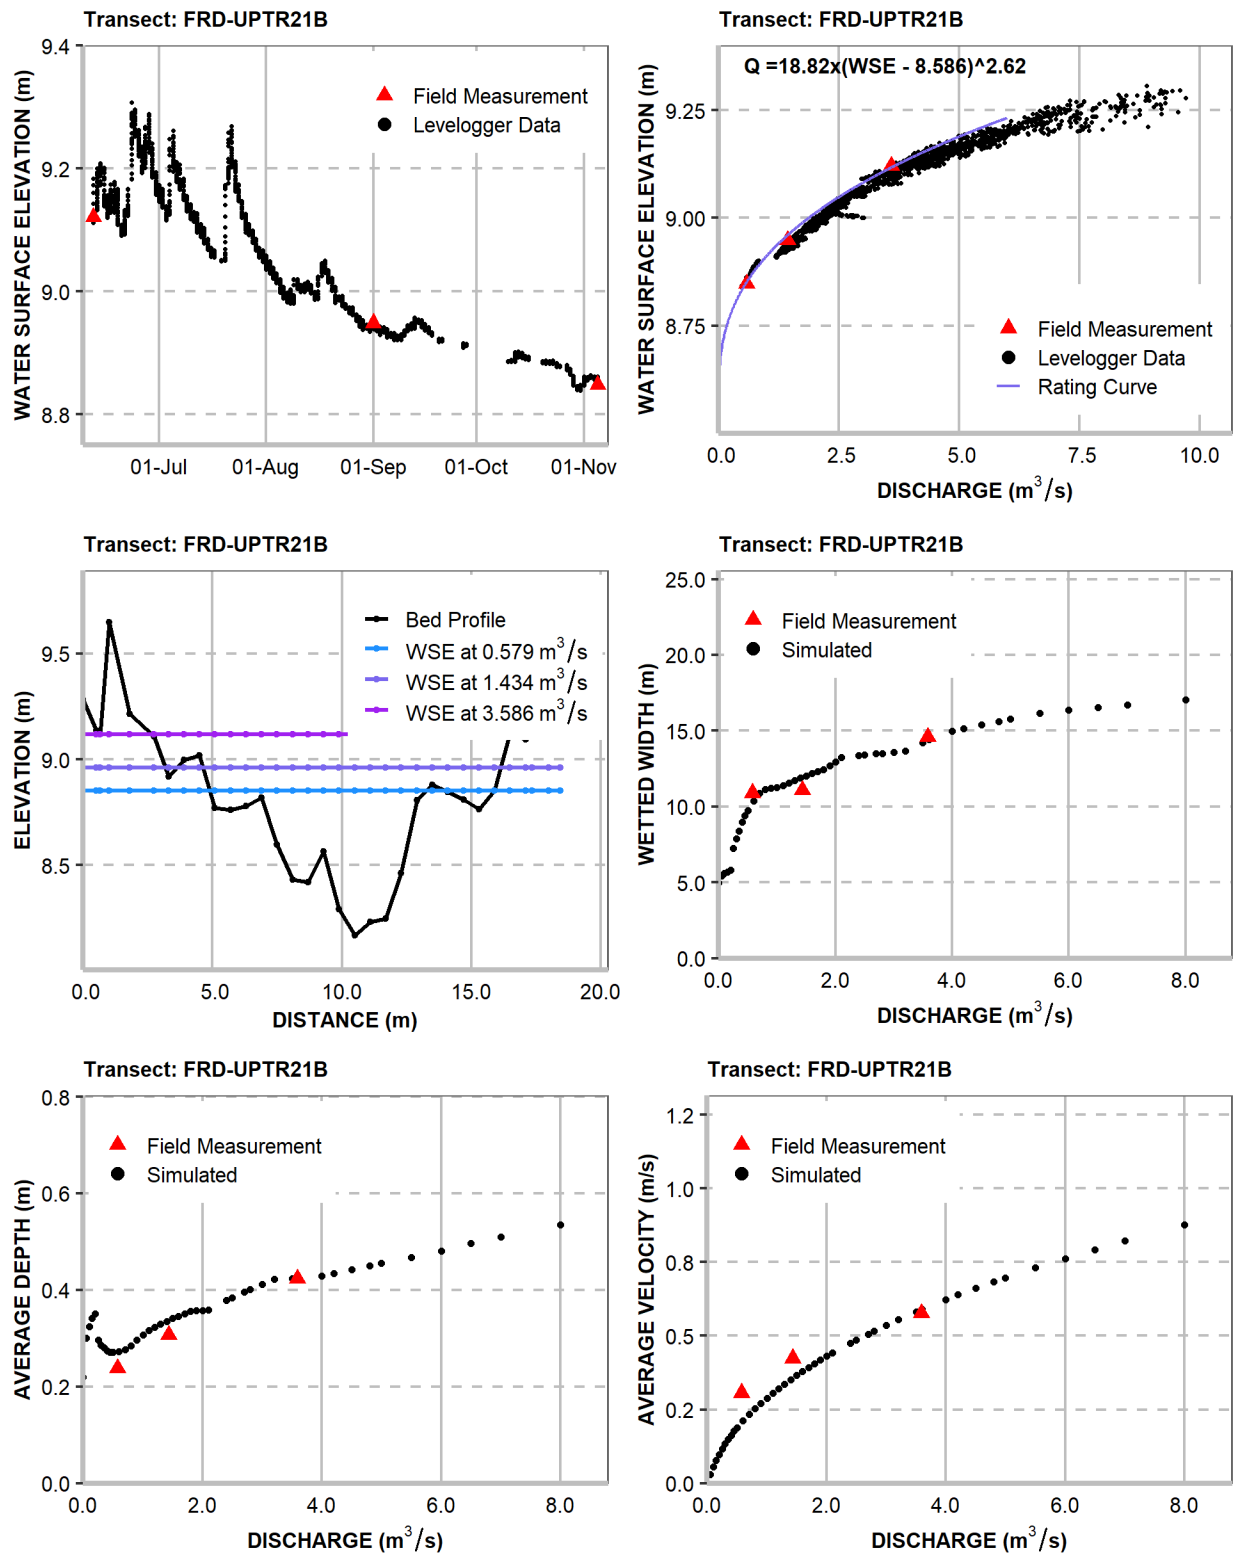 Transect: FRD-UPTR21B
WATER SURFACE ELEVATION (m)
9.4
9.2
9.0
8.8
Field Measurement
Levelogger Data
01-Jul 01-Aug 01-Sep 01-Oct 01-Nov
Transect: FRD-UPTR21B
Q =18.82x(WSE - 8.586)^2.62
WATER SURFACE ELEVATION (m)
9.25
9.00
8.75
Field Measurement
Levelogger Data
Rating Curve
0.0 2.5 5.0 7.5 10.0
DISCHARGE (m³/s)
Transect: FRD-UPTR21B
ELEVATION (m)
9.5
9.0
8.5
Bed Profile
WSE at 0.579 m³/s
WSE at 1.434 m³/s
WSE at 3.586 m³/s
0.0 5.0 10.0 15.0 20.0
DISTANCE (m)
Transect: FRD-UPTR21B
WETTED WIDTH (m)
25.0
20.0
15.0
10.0
5.0
0.0
Field Measurement
Simulated
0.0 2.0 4.0 6.0 8.0
DISCHARGE (m³/s)
Transect: FRD-UPTR21B
AVERAGE DEPTH (m)
0.8
0.6
0.4
0.2
0.0
Field Measurement
Simulated
0.0 2.0 4.0 6.0 8.0
DISCHARGE (m³/s)
Transect: FRD-UPTR21B
AVERAGE VELOCITY (m/s)
1.2
1.0
0.8
0.5
0.2
0.0
Field Measurement
Simulated
0.0 2.0 4.0 6.0 8.0
DISCHARGE (m³/s)